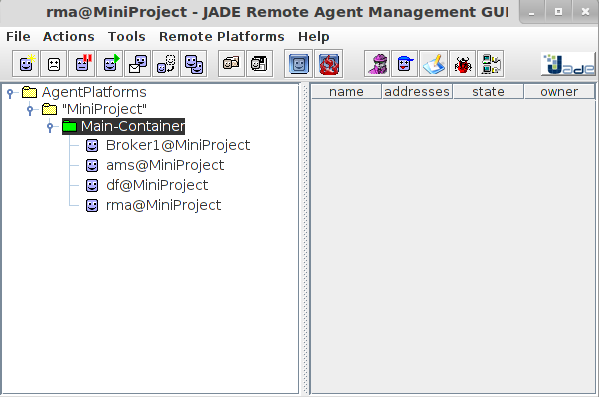 rma@MiniProject - JADE Remote Agent Management GUI
File Actions Tools Remote Platforms Help
Jade
AgentPlatforms
"MiniProject"
Main-Container
Broker1@MiniProject
ams@MiniProject
df@MiniProject
rma@MiniProject
name addresses state owner